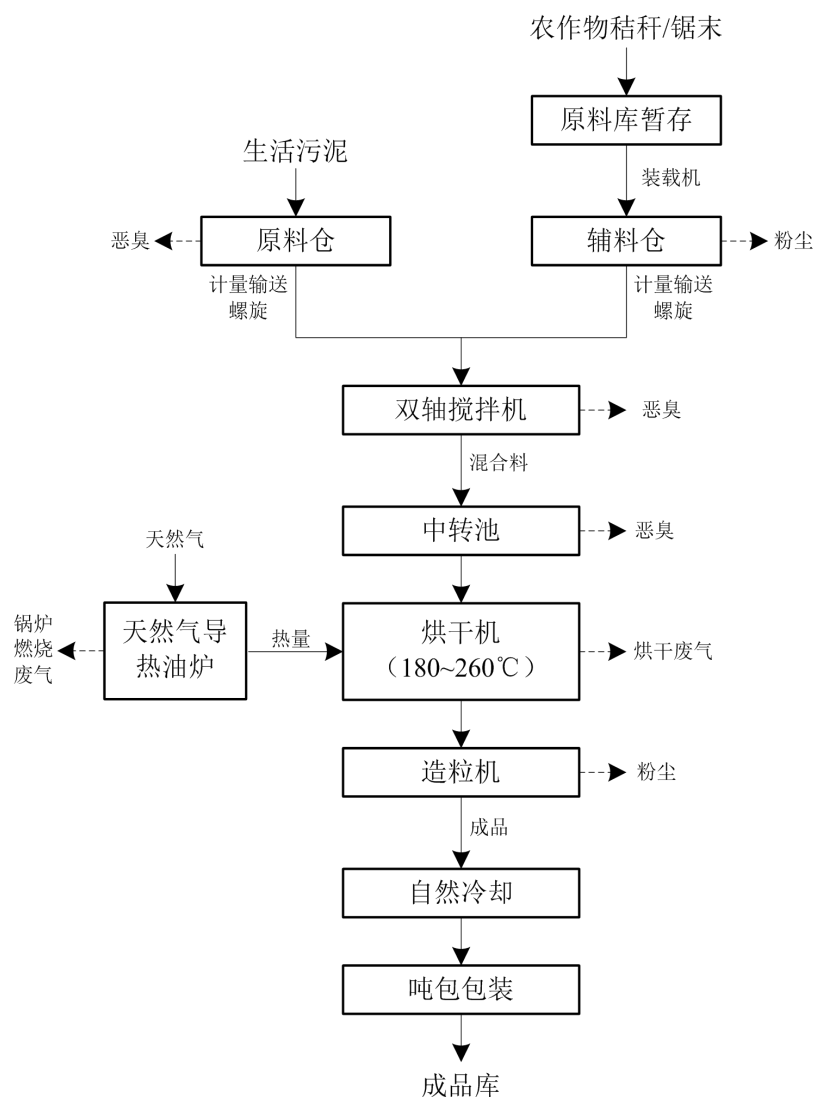 农作物秸秆/锯末
原料库暂存
生活污泥
装载机
恶臭
原料仓
辅料仓
粉尘
计量输送
螺旋
计量输送
螺旋
双轴搅拌机
恶臭
混合料
中转池
恶臭
天然气
锅炉
燃烧
废气
天然气导
热油炉
热量
烘干机
（180~260℃）
烘干废气
造粒机
粉尘
成品
自然冷却
吨包包装
成品库